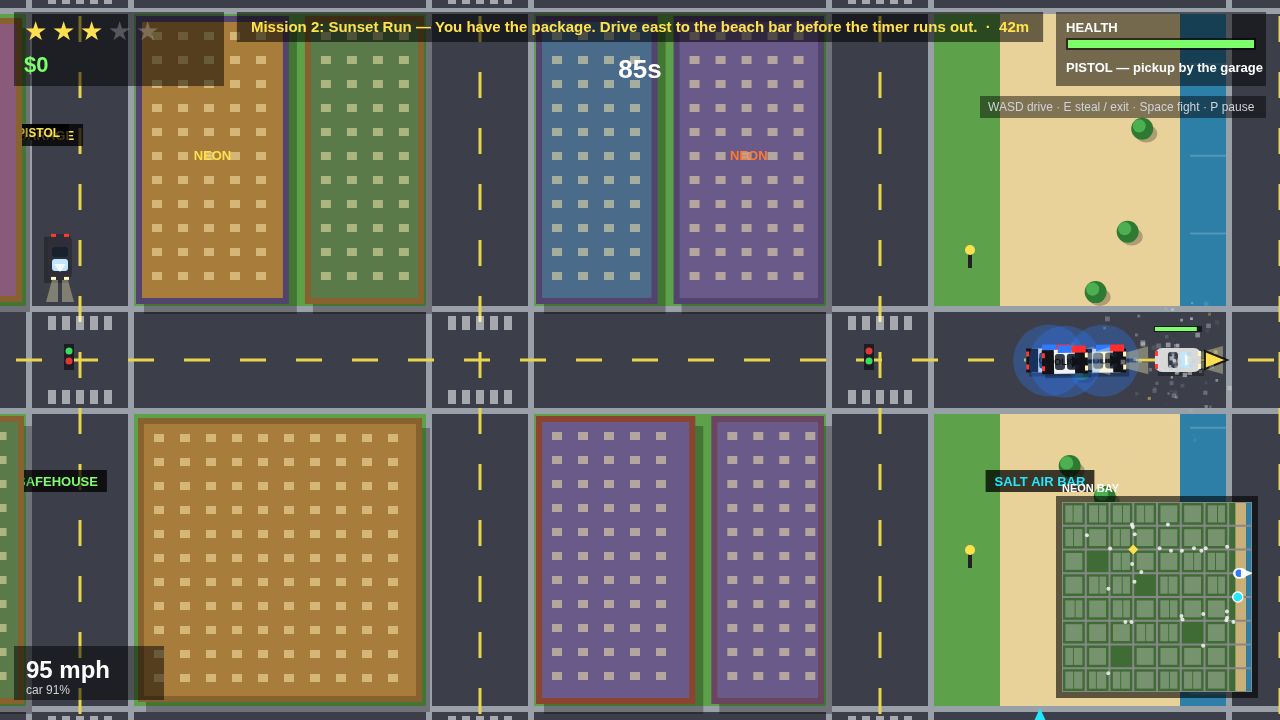 Mission 2: Sunset Run — You have the package. Drive east to the beach bar before the timer runs out. · 42m
HEALTH
$0
85s
PISTOL — pickup by the garage
WASD drive · E steal / exit · Space fight · P pause
PISTOL
NEON
NEON
AFEHOUSE
SALT AIR BAR
NEON BAY
95 mph
car 91%